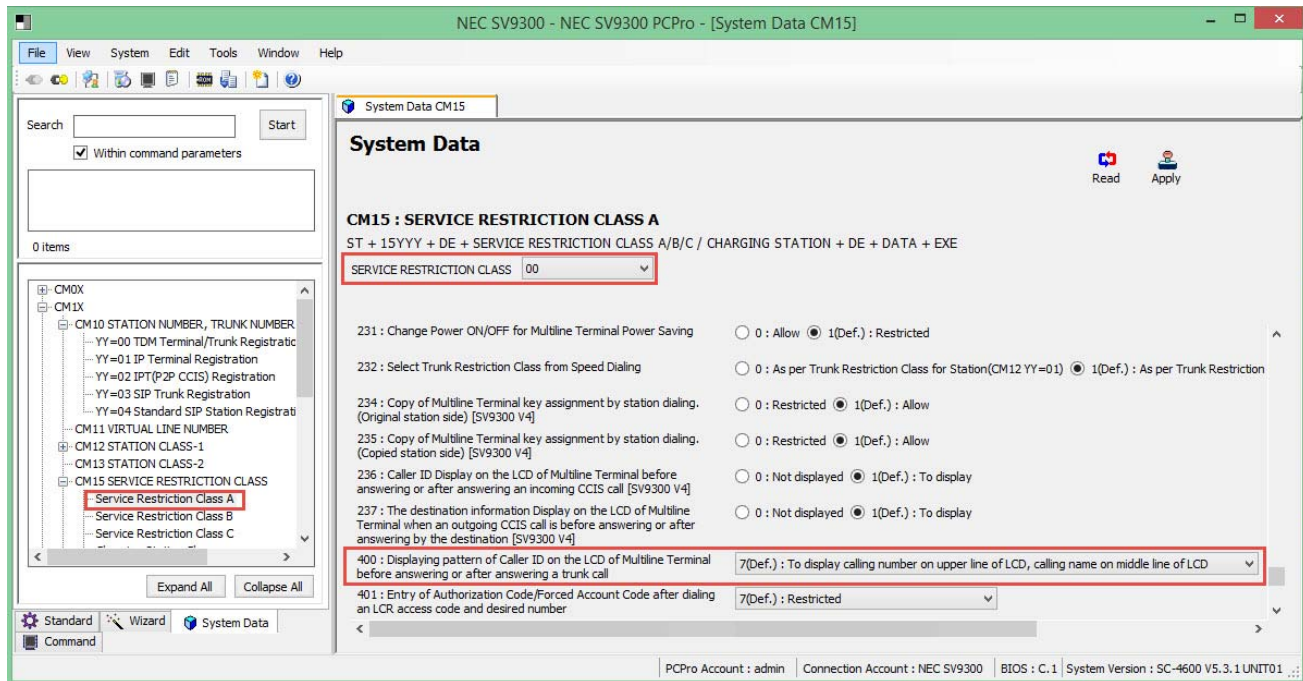 NEC SV9300 - NEC SV9300 PCPro - [System Data CM15]
File View System Edit Tools Window Help
Search Start
Within command parameters
0 items
CM0X
CM1X
CM10 STATION NUMBER, TRUNK NUMBER
YY=00 TDM Terminal/Trunk Registratic
YY=01 IP Terminal Registration
YY=02 IPT(P2P CCIS) Registration
YY=03 SIP Trunk Registration
YY=04 Standard SIP Station Registrati
CM11 VIRTUAL LINE NUMBER
CM12 STATION CLASS-1
CM13 STATION CLASS-2
CM15 SERVICE RESTRICTION CLASS
Service Restriction Class A
Service Restriction Class B
Service Restriction Class C
Expand All Collapse All
Standard Wizard System Data
Command
System Data CM15
System Data
Read Apply
CM15 : SERVICE RESTRICTION CLASS A
ST + 15YYY + DE + SERVICE RESTRICTION CLASS A/B/C / CHARGING STATION + DE + DATA + EXE
SERVICE RESTRICTION CLASS 00
231 : Change Power ON/OFF for Multiline Terminal Power Saving 0 : Allow 1(Def.) : Restricted
232 : Select Trunk Restriction Class from Speed Dialing 0 : As per Trunk Restriction Class for Station(CM12 YY=01) 1(Def.) : As per Trunk Restriction
234 : Copy of Multiline Terminal key assignment by station dialing. 0 : Restricted 1(Def.) : Allow
(Original station side) [SV9300 V4]
235 : Copy of Multiline Terminal key assignment by station dialing. 0 : Restricted 1(Def.) : Allow
(Copied station side) [SV9300 V4]
236 : Caller ID Display on the LCD of Multiline Terminal before 0 : Not displayed 1(Def.) : To display
answering or after answering an incoming CCIS call [SV9300 V4]
237 : The destination information Display on the LCD of Multiline 0 : Not displayed 1(Def.) : To display
Terminal when an outgoing CCIS call is before answering or after
answering by the destination [SV9300 V4]
400 : Displaying pattern of Caller ID on the LCD of Multiline Terminal 7(Def.) : To display calling number on upper line of LCD, calling name on middle line of LCD
before answering or after answering a trunk call
401 : Entry of Authorization Code/Forced Account Code after dialing 7(Def.) : Restricted
an LCR access code and desired number
PCPro Account : admin Connection Account : NEC SV9300 BIOS : C.1 System Version : SC-4600 V5.3.1 UNIT01